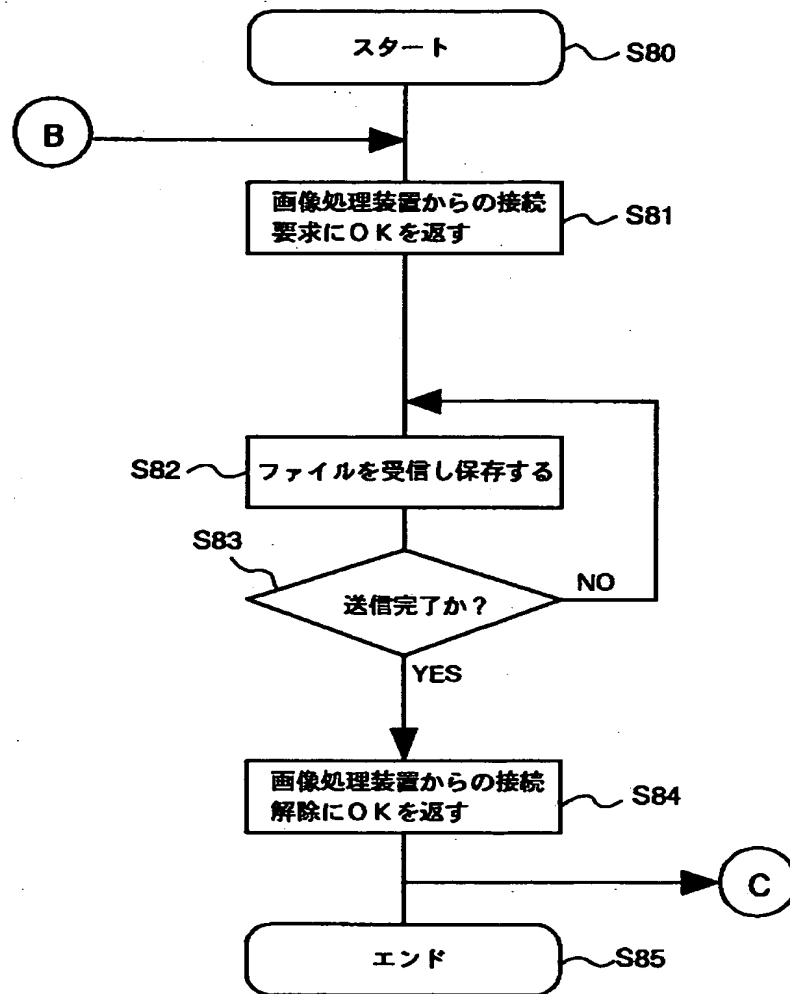 スタート
S80
B
画像処理装置からの接続
要求にOKを返す
S81
S82
ファイルを受信し保存する
S83
送信完了か？
NO
YES
画像処理装置からの接続
解除にOKを返す
S84
C
エンド
S85